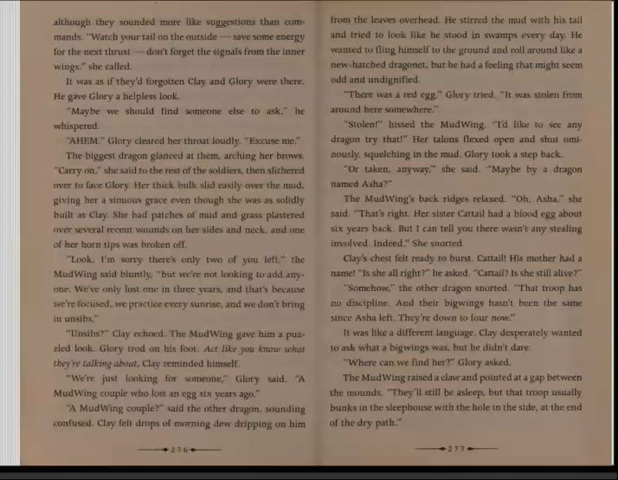 although they sounded more like suggestions than com-
mands. "Watch your tail on the outside — save some energy
for the next thrust — don't forget the signals from the inner
wings," she called.
It was as if they'd forgotten Clay and Glory were there.
He gave Glory a helpless look.
"Maybe we should find someone else to ask," he
whispered.
"AHEM." Glory cleared her throat loudly. "Excuse me."
The biggest dragon glanced at them, arching her brows.
"Carry on," she said to the rest of the soldiers, then slithered
over to face Glory. Her thick bulk slid easily over the mud,
giving her a sinuous grace even though she was as solidly
built as Clay. She had patches of mud and grass plastered
over several recent wounds on her sides and neck, and one
of her horn tips was broken off.
"Look, I'm sorry there's only two of you left," the
MudWing said bluntly, "but we're not looking to add any-
one. We've only lost one in three years, and that's because
we're focused, we practice every sunrise, and we don't bring
in unsibs."
"Unsibs?" Clay echoed. The MudWing gave him a puz-
zled look. Glory trod on his foot. Act like you know what
they're talking about, Clay reminded himself.
"We're just looking for someone," Glory said. "A
MudWing couple who lost an egg six years ago."
"A MudWing couple?" said the other dragon, sounding
confused. Clay felt drops of morning dew dripping on him
276
from the leaves overhead. He stirred the mud with his tail
and tried to look like he stood in swamps every day. He
wanted to fling himself to the ground and roll around like a
new-hatched dragonet, but he had a feeling that might seem
odd and undignified.
"There was a red egg," Glory tried. "It was stolen from
around here somewhere."
"Stolen!" hissed the MudWing. "I'd like to see any
dragon try that!" Her talons flexed open and shut omi-
nously, squelching in the mud. Glory took a step back.
"Or taken, anyway," she said. "Maybe by a dragon
named Asha?"
The MudWing's back ridges relaxed. "Oh, Asha," she
said. "That's right. Her sister Cattail had a blood egg about
six years back. But I can tell you there wasn't any stealing
involved. Indeed." She snorted.
Clay's chest felt ready to burst. Cattail! His mother had a
name! "Is she all right?" he asked. "Cattail? Is she still alive?"
"Somehow," the other dragon snorted. "That troop has
no discipline. And their bigwings hasn't been the same
since Asha left. They're down to four now."
It was like a different language. Clay desperately wanted
to ask what a bigwings was, but he didn't dare.
"Where can we find her?" Glory asked.
The MudWing raised a claw and pointed at a gap between
the mounds. "They'll still be asleep, but that troop usually
bunks in the sleephouse with the hole in the side, at the end
of the dry path."
277